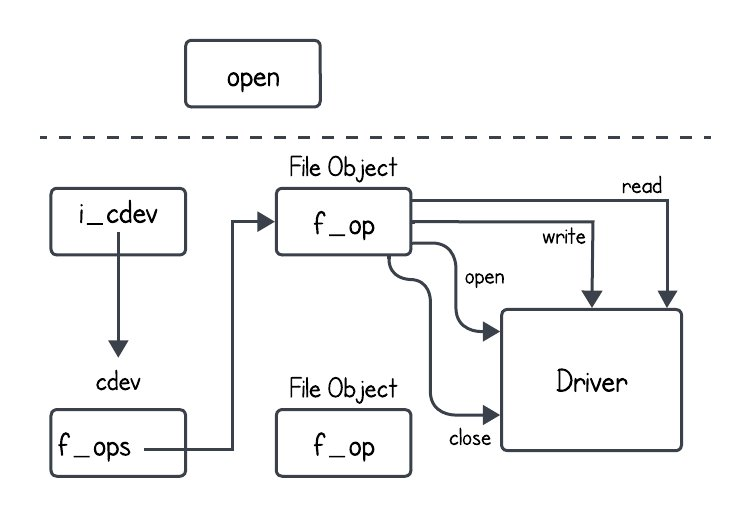 open
File Object
i_cdev
f_op
read
write
open
cdev
File Object
Driver
f_ops
f_op
close